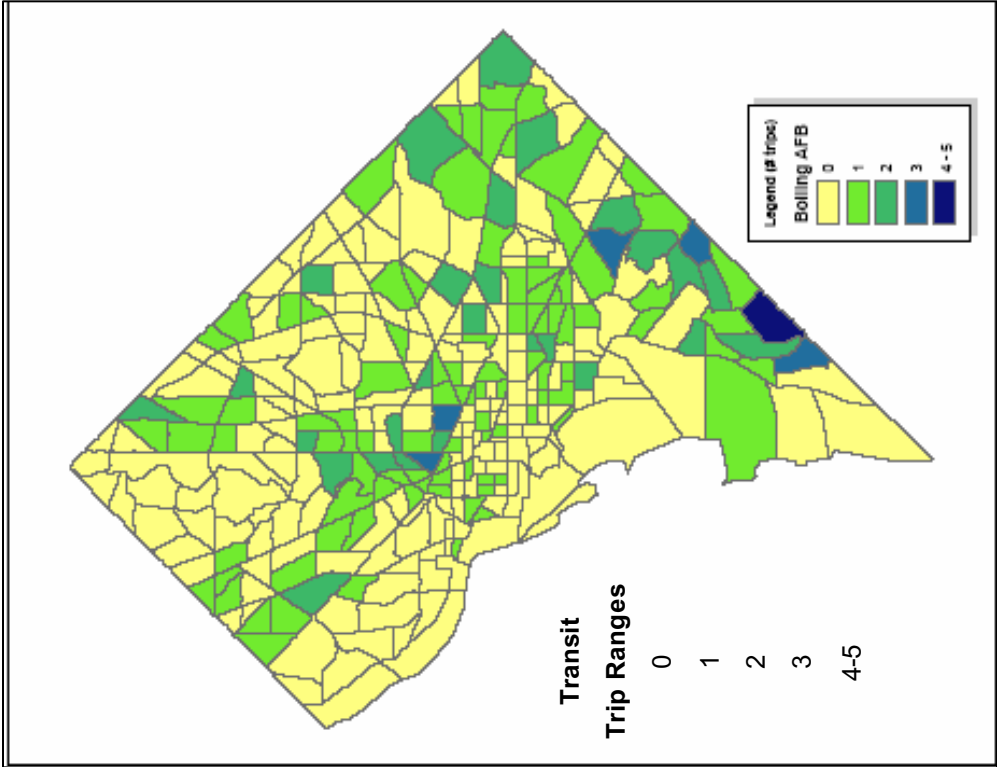 Transit
Trip Ranges
0
1
2
3
4-5
Legend (# trips)
Bolling AFB
0
1
2
3
4 - 5